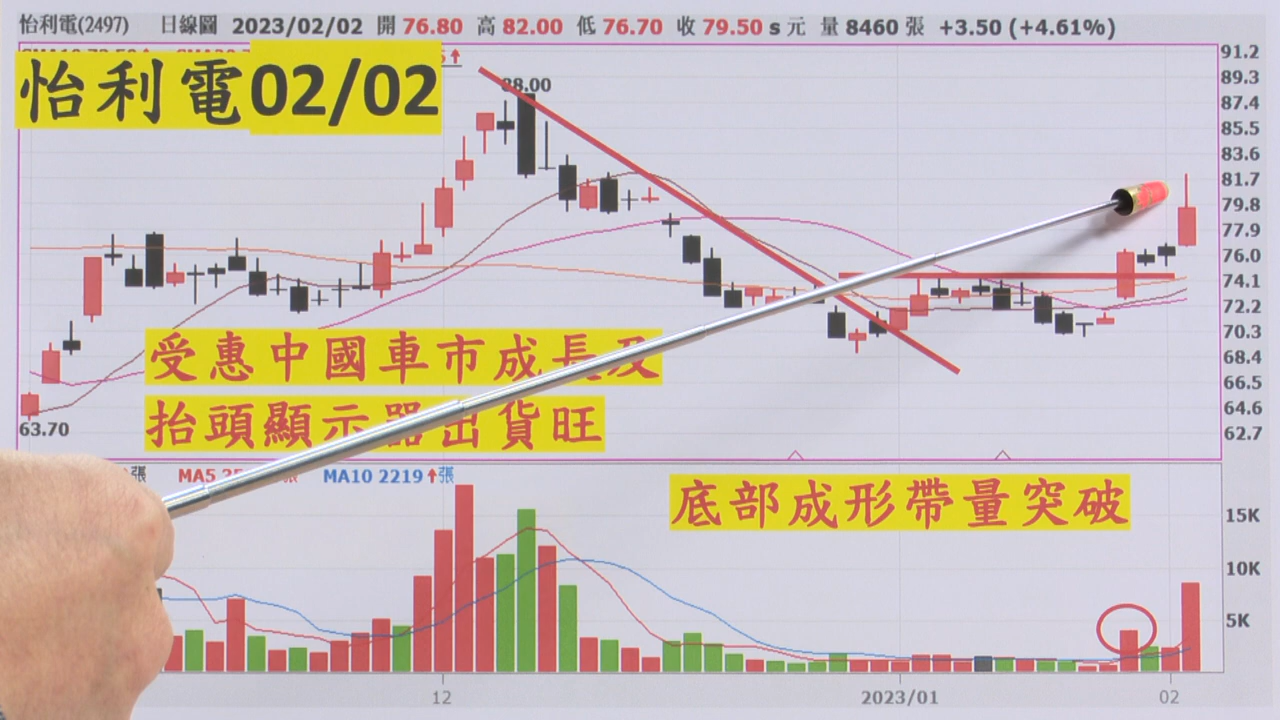 怡利電(2497) 日線圖 2023/02/02 開 76.80 高 82.00 低 76.70 收 79.50 s 元 量 8460 張 +3.50 (+4.61%)
怡利電02/02
88.00
91.2
89.3
87.4
85.5
83.6
81.7
79.8
77.9
76.0
74.1
72.2
70.3
68.4
66.5
64.6
62.7
受惠中國車市成長及
抬頭顯示器出貨旺
63.70
張 MA5 張 MA10 2219↑張
底部成形帶量突破
15K
10K
5K
12 2023/01 02